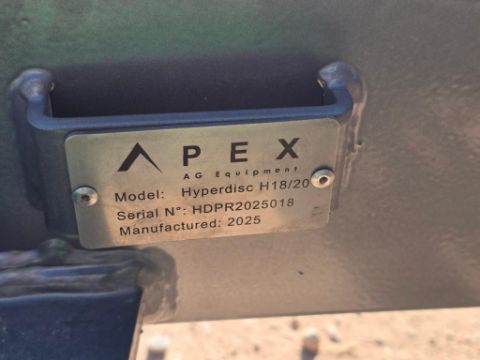 APEX
AG Equipment
Model: Hyperdisc H18/20
Serial N°: HDPR2025018
Manufactured: 2025